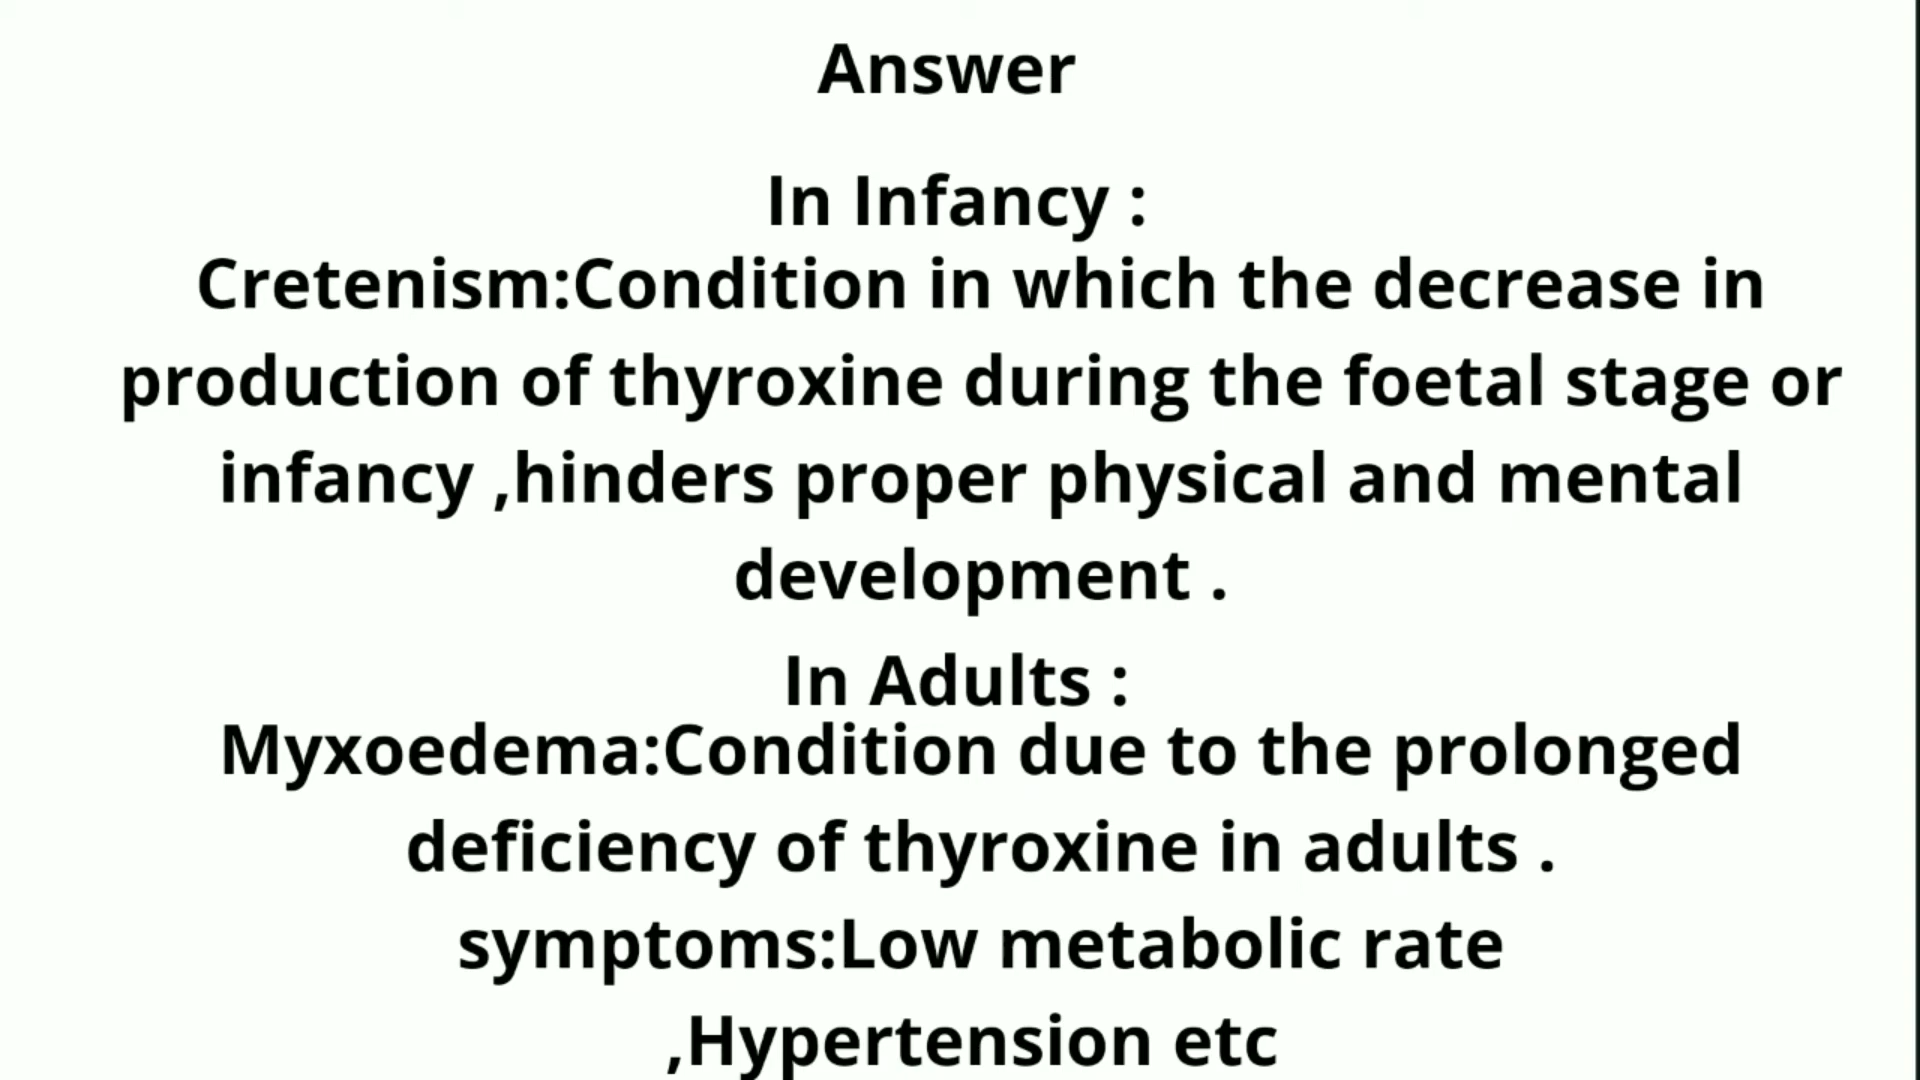 Answer
In Infancy :
Cretenism:Condition in which the decrease in
production of thyroxine during the foetal stage or
infancy ,hinders proper physical and mental
development .
In Adults :
Myxoedema:Condition due to the prolonged
deficiency of thyroxine in adults .
symptoms:Low metabolic rate
,Hypertension etc